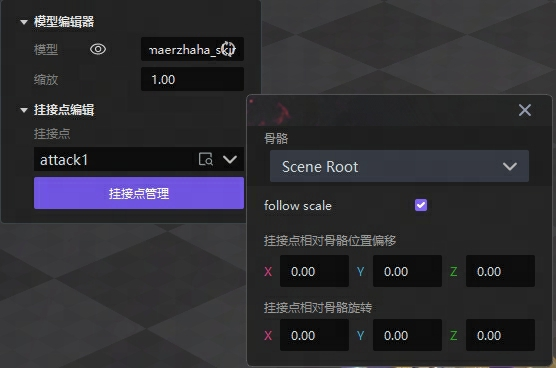 模型编辑器
模型
缩放 1.00
挂接点编辑
挂接点
attack1
挂接点管理
骨骼
Scene Root
follow scale
挂接点相对骨骼位置偏移
X 0.00 Y 0.00 Z 0.00
挂接点相对骨骼旋转
X 0.00 Y 0.00 Z 0.00